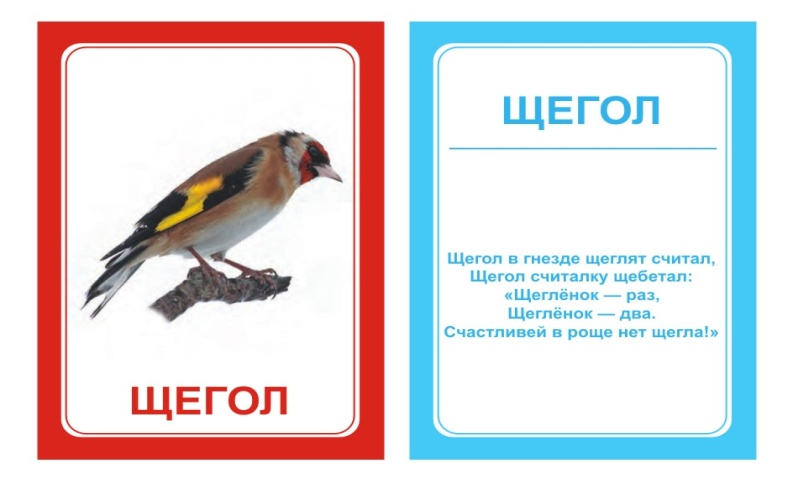 ЩЕГОЛ
ЩЕГОЛ
Щегол в гнезде щеглят считал,
Щегол считалку щебетал:
«Щеглёнок — раз,
Щеглёнок — два.
Счастливей в роще нет щегла!»